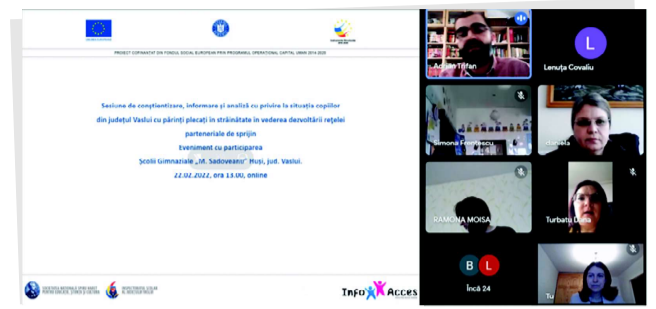 PROIECT COFINANȚAT DIN FONDUL SOCIAL EUROPEAN PRIN PROGRAMUL OPERAȚIONAL CAPITAL UMAN 2014-2020
Sesiune de conștientizare, informare și analiză cu privire la situația copiilor
din județul Vaslui cu părinți plecați în străinătate în vederea dezvoltării rețelei
parteneriale de sprijin
Eveniment cu participarea
Școlii Gimnaziale „M. Sadoveanu" Huși, jud. Vaslui.
22.02.2022, ora 13.00, online
Info Acces
Adrian Trifan
L
Lenuța Covaliu
Simona Frentescu
daniela
RAMONA MOISA
Turbatu Dana
B L
Încă 24
Tu